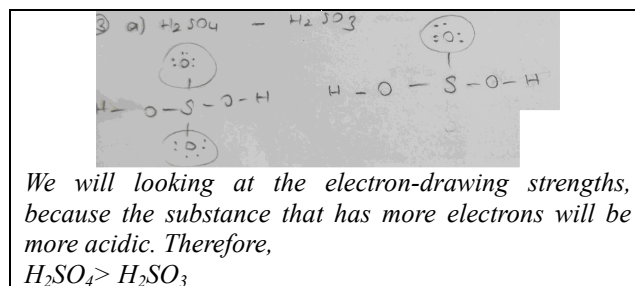 ③ a) H₂SO₄ – H₂SO₃
:Ö: :Ö:
H – O – S – O – H H – O – S – O – H
:O:
We will looking at the electron-drawing strengths,
because the substance that has more electrons will be
more acidic. Therefore,
H₂SO₄> H₂SO₃